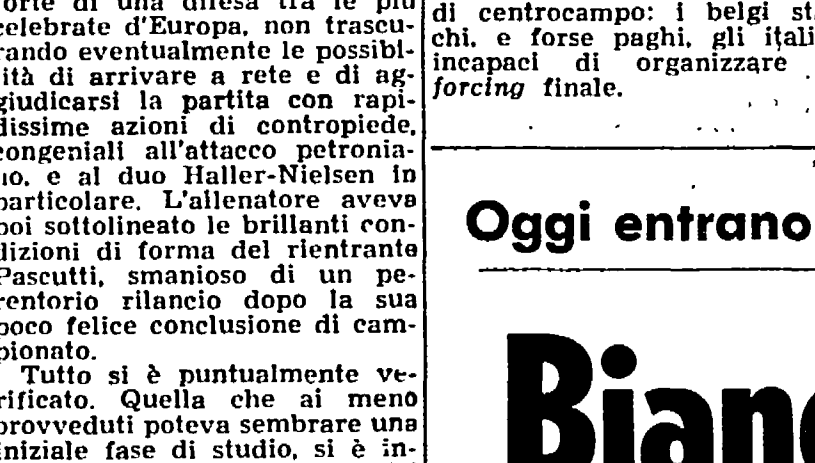 forte di una difesa tra le più
celebrate d'Europa, non trascu-
rando eventualmente le possibi-
lità di arrivare a rete e di ag-
giudicarsi la partita con rapi-
dissime azioni di contropiede,
congeniali all'attacco petronia-
no, e al duo Haller-Nielsen in
particolare. L'allenatore aveva
poi sottolineato le brillanti con-
dizioni di forma del rientrante
Pascutti, smanioso di un pe-
rentorio rilancio dopo la sua
poco felice conclusione di cam-
pionato.
Tutto si è puntualmente ve-
rificato. Quella che ai meno
provveduti poteva sembrare una
iniziale fase di studio, si è in-
di centrocampo: i belgi
chi, e forse paghi, gli
incapaci di organizzare
forcing finale.
Oggi entrano